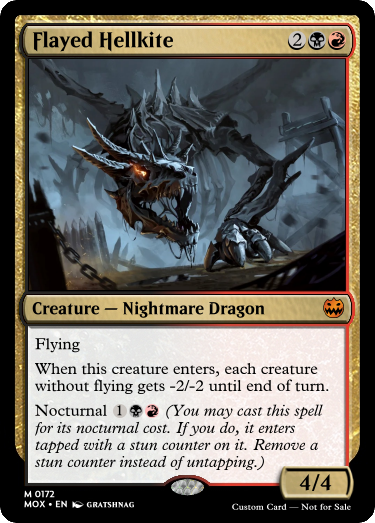 Flayed Hellkite 2
Creature — Nightmare Dragon
Flying
When this creature enters, each creature
without flying gets -2/-2 until end of turn.
Nocturnal 1 (You may cast this spell
for its nocturnal cost. If you do, it enters
tapped with a stun counter on it. Remove a
stun counter instead of untapping.)
4/4
M 0172
MOX • EN GRATSHNAG
Custom Card — Not for Sale